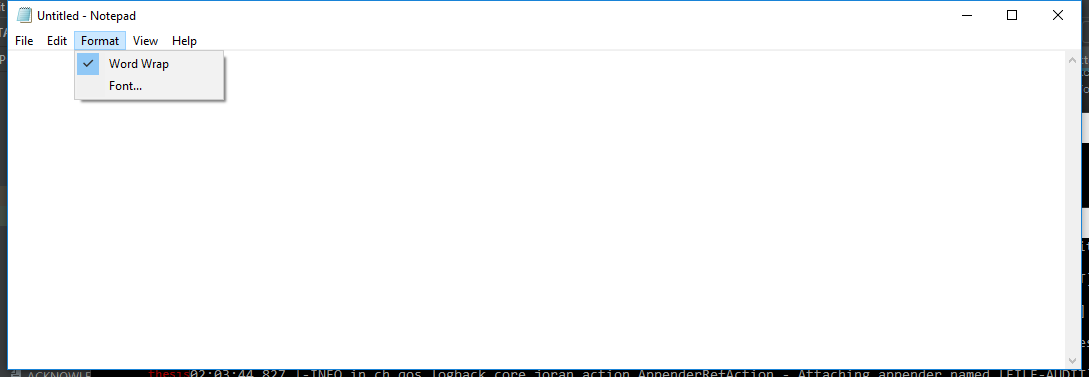 Untitled - Notepad
File Edit Format View Help
Word Wrap
Font...
ACKNOWLE thesis02:03:44,827 |-INFO in ch.qos.logback.core.joran.action.AppenderRefAction - Attaching appender named [FILE-AUDIT